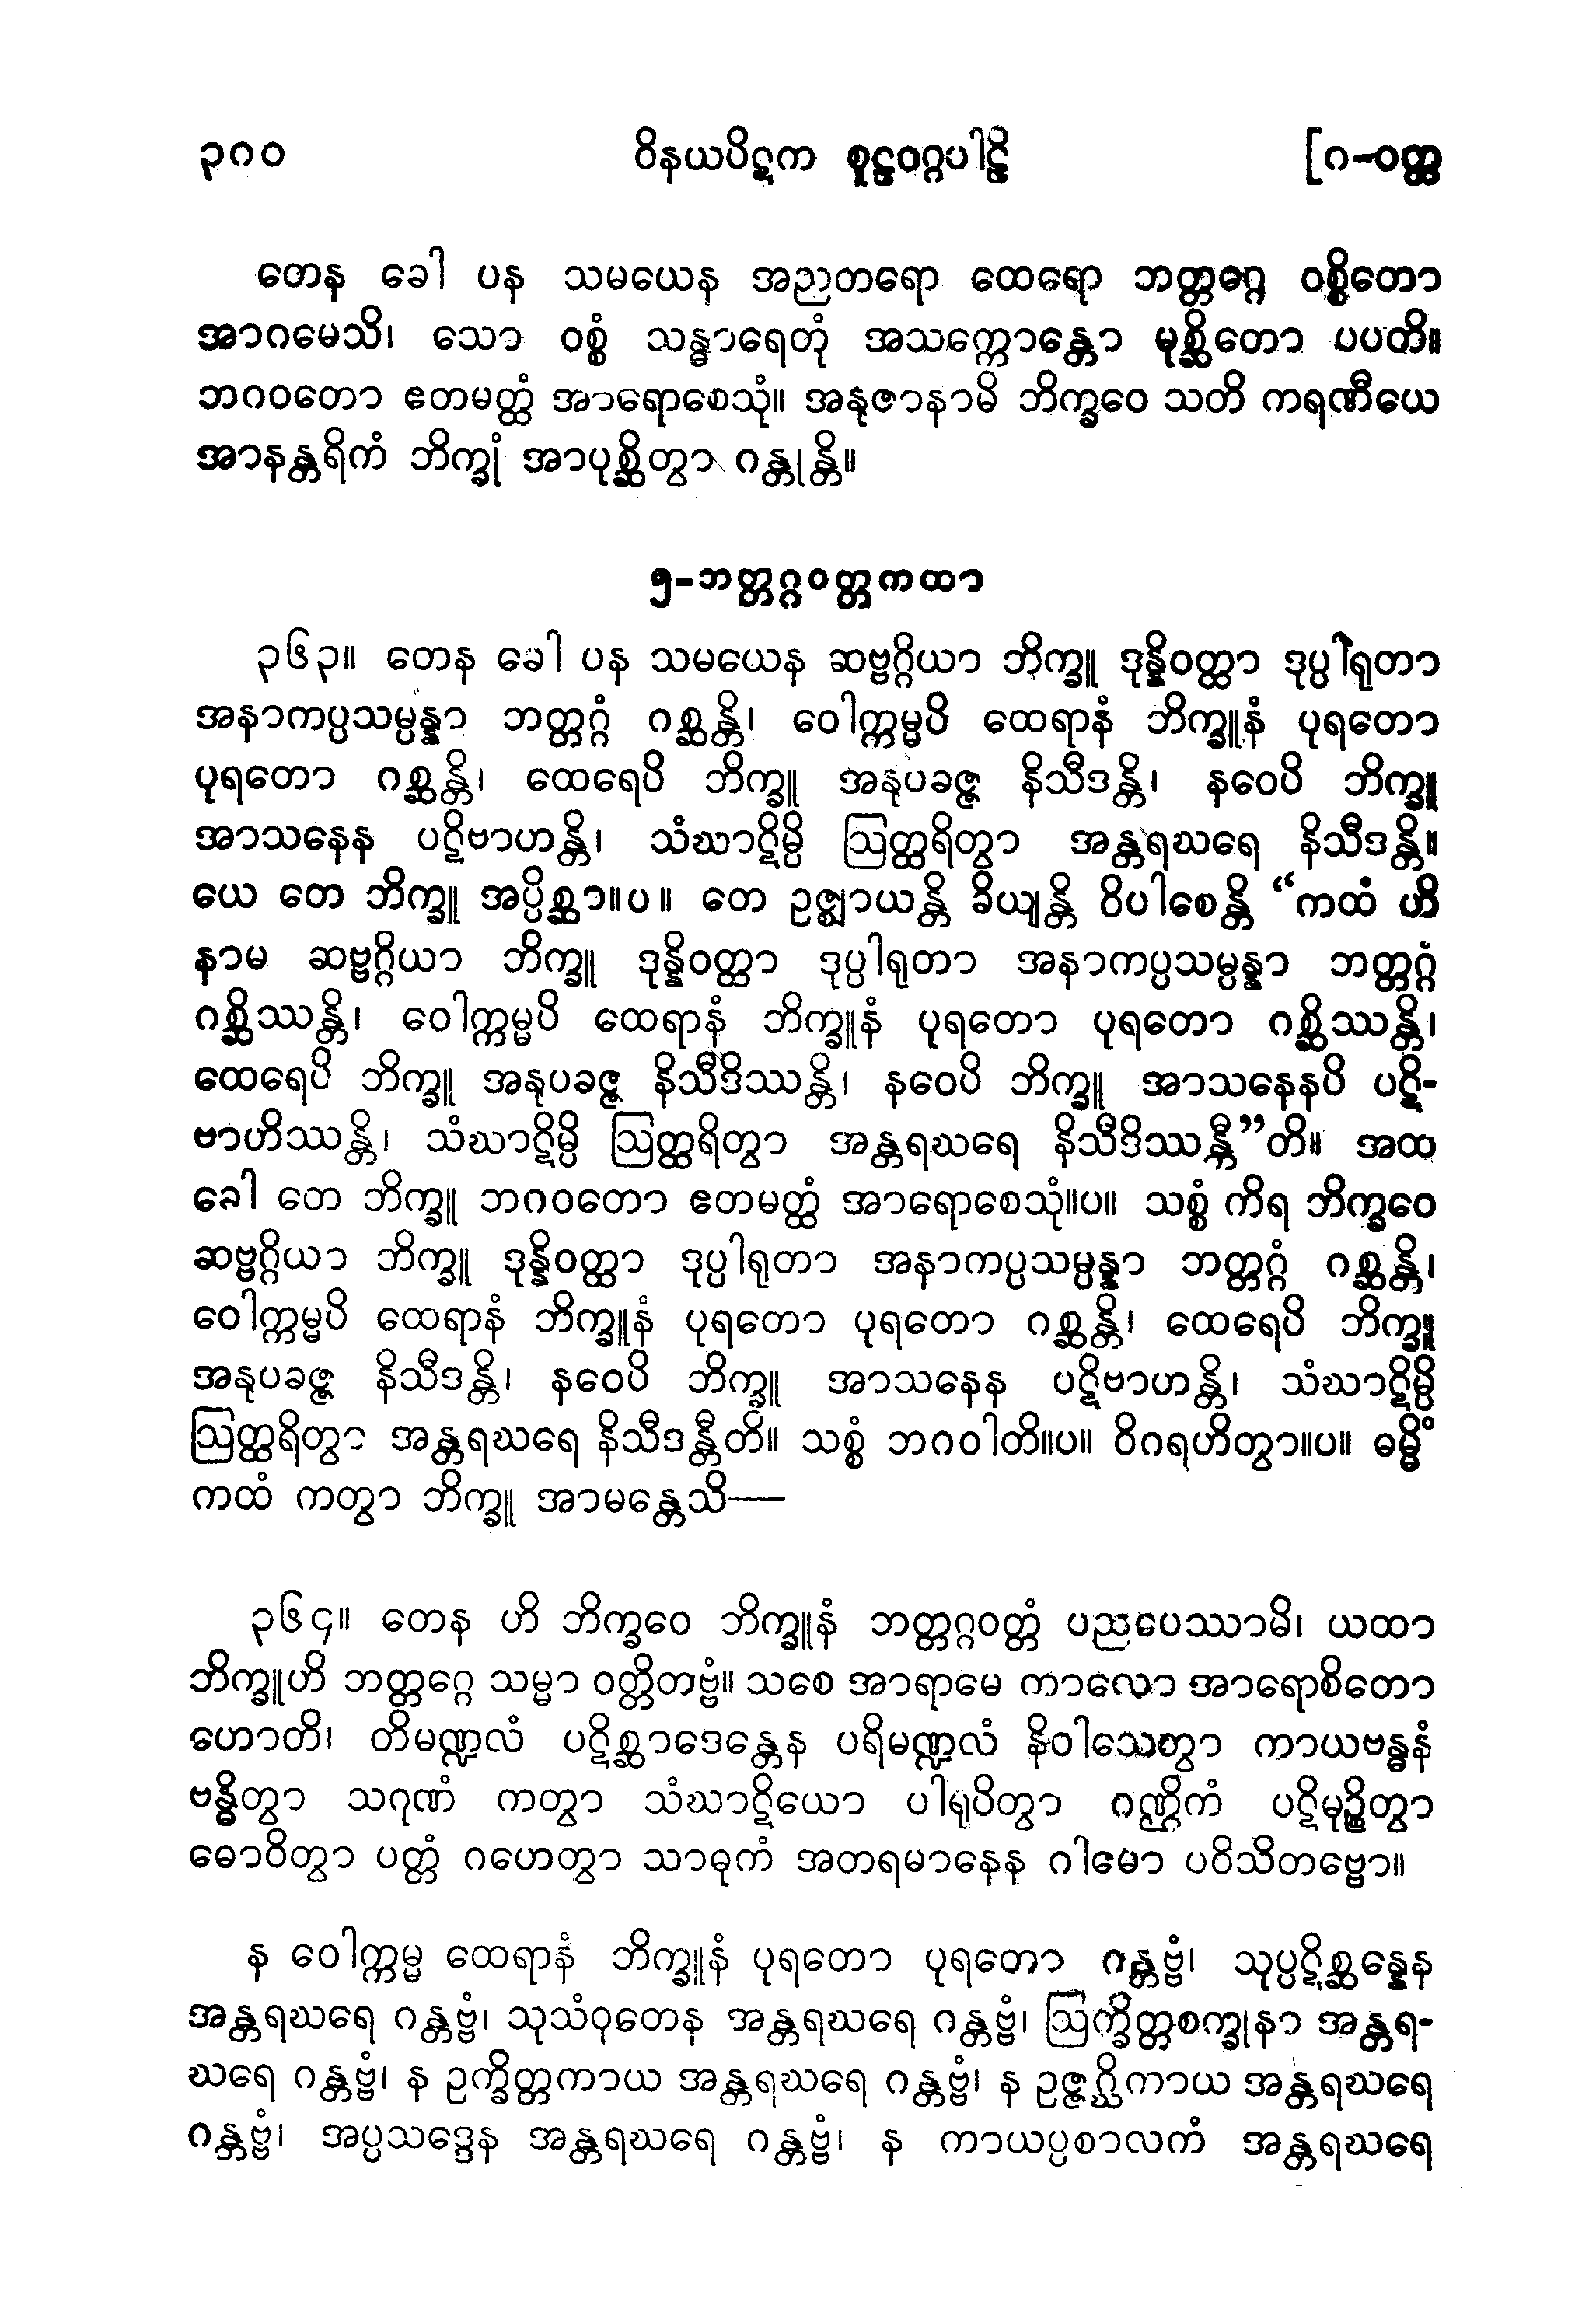 ၃၁၀ ဝိနယပိဋက စူဠဝဂ္ဂပါဠိ [ဂ-ဝတ္တ
တေန ခေါ ပန သမယေန အညတရော ထေရော ဘတ္တဂ္ဂေ ဝစ္စိတော
အာဂမေသိ၊ သော ဝစ္စံ သန္ဓာရေတုံ အသက္ကောန္တော မုစ္ဆိတော ပပတိ။
ဘဂဝတော ဧတမတ္ထံ အာရောစေသုံ။ အနုဇာနာမိ ဘိက္ခဝေ သတိ ကရဏီယေ
အာနန္တရိကံ ဘိက္ခုံ အာပုစ္ဆိတွာ ဂန္တုန္တိ။
၅-ဘတ္တဂ္ဂဝတ္တကထာ
၃၆၃။ တေန ခေါ ပန သမယေန ဆဗ္ဗဂ္ဂိယာ ဘိက္ခူ ဒုန္နိဝတ္ထာ ဒုပ္ပါရုတာ
အနာကပ္ပသမ္ပန္နာ ဘတ္တဂ္ဂံ ဂစ္ဆန္တိ၊ ဝေါက္ကမ္မပိ ထေရာနံ ဘိက္ခူနံ ပုရတော
ပုရတော ဂစ္ဆန္တိ၊ ထေရေပိ ဘိက္ခူ အနုပခဇ္ဇ နိသီဒန္တိ၊ နဝေပိ ဘိက္ခူ
အာသနေန ပဋိဗာဟန္တိ၊ သံဃာဋိမ္ပိ ဩတ္ထရိတွာ အန္တရဃရေ နိသီဒန္တိ။
ယေ တေ ဘိက္ခူ အပ္ပိစ္ဆာ။ပ။ တေ ဥဇ္ဈာယန္တိ ခိယျန္တိ ဝိပါစေန္တိ “ကထံ ဟိ
နာမ ဆဗ္ဗဂ္ဂိယာ ဘိက္ခူ ဒုန္နိဝတ္ထာ ဒုပ္ပါရုတာ အနာကပ္ပသမ္ပန္နာ ဘတ္တဂ္ဂံ
ဂစ္ဆိဿန္တိ၊ ဝေါက္ကမ္မပိ ထေရာနံ ဘိက္ခူနံ ပုရတော ပုရတော ဂစ္ဆိဿန္တိ၊
ထေရေပိ ဘိက္ခူ အနုပခဇ္ဇ နိသီဒိဿန္တိ၊ နဝေပိ ဘိက္ခူ အာသနေနပိ ပဋိ-
ဗာဟိဿန္တိ၊ သံဃာဋိမ္ပိ ဩတ္ထရိတွာ အန္တရဃရေ နိသီဒိဿန္တီ”တိ။ အထ
ခေါ တေ ဘိက္ခူ ဘဂဝတော ဧတမတ္ထံ အာရောစေသုံ။ပ။ သစ္စံ ကိရ ဘိက္ခဝေ
ဆဗ္ဗဂ္ဂိယာ ဘိက္ခူ ဒုန္နိဝတ္ထာ ဒုပ္ပါရုတာ အနာကပ္ပသမ္ပန္နာ ဘတ္တဂ္ဂံ ဂစ္ဆန္တိ၊
ဝေါက္ကမ္မပိ ထေရာနံ ဘိက္ခူနံ ပုရတော ပုရတော ဂစ္ဆန္တိ၊ ထေရေပိ ဘိက္ခူ
အနုပခဇ္ဇ နိသီဒန္တိ၊ နဝေပိ ဘိက္ခူ အာသနေန ပဋိဗာဟန္တိ၊ သံဃာဋိမ္ပိ
ဩတ္ထရိတွာ အန္တရဃရေ နိသီဒန္တီတိ။ သစ္စံ ဘဂဝါတိ။ပ။ ဝိဂရဟိတွာ။ပ။ ဓမ္မိံ
ကထံ ကတွာ ဘိက္ခူ အာမန္တေသိ—
၃၆၄။ တေန ဟိ ဘိက္ခဝေ ဘိက္ခူနံ ဘတ္တဂ္ဂဝတ္တံ ပညပေဿာမိ၊ ယထာ
ဘိက္ခူဟိ ဘတ္တဂ္ဂေ သမ္မာ ဝတ္တိတဗ္ဗံ။ သစေ အာရာမေ ကာလော အာရောစိတော
ဟောတိ၊ တိမဏ္ဍလံ ပဋိစ္ဆာဒေန္တေန ပရိမဏ္ဍလံ နိဝါသေတွာ ကာယဗန္ဓနံ
ဗန္ဓိတွာ သဂုဏံ ကတွာ သံဃာဋိယော ပါရုပိတွာ ဂဏ္ဌိကံ ပဋိမုဉ္စိတွာ
ဓောဝိတွာ ပတ္တံ ဂဟေတွာ သာဓုကံ အတရမာနေန ဂါမော ပဝိသိတဗ္ဗော။
န ဝေါက္ကမ္မ ထေရာနံ ဘိက္ခူနံ ပုရတော ပုရတော ဂန္တဗ္ဗံ၊ သုပ္ပဋိစ္ဆန္နေန
အန္တရဃရေ ဂန္တဗ္ဗံ၊ သုသံဝုတေန အန္တရဃရေ ဂန္တဗ္ဗံ၊ ဩက္ခိတ္တစက္ခုနာ အန္တရ-
ဃရေ ဂန္တဗ္ဗံ၊ န ဥက္ခိတ္တကာယ အန္တရဃရေ ဂန္တဗ္ဗံ၊ န ဥဇ္ဇဂ္ဃိကာယ အန္တရဃရေ
ဂန္တဗ္ဗံ၊ အပ္ပသဒ္ဒေန အန္တရဃရေ ဂန္တဗ္ဗံ၊ န ကာယပ္ပစာလကံ အန္တရဃရေ